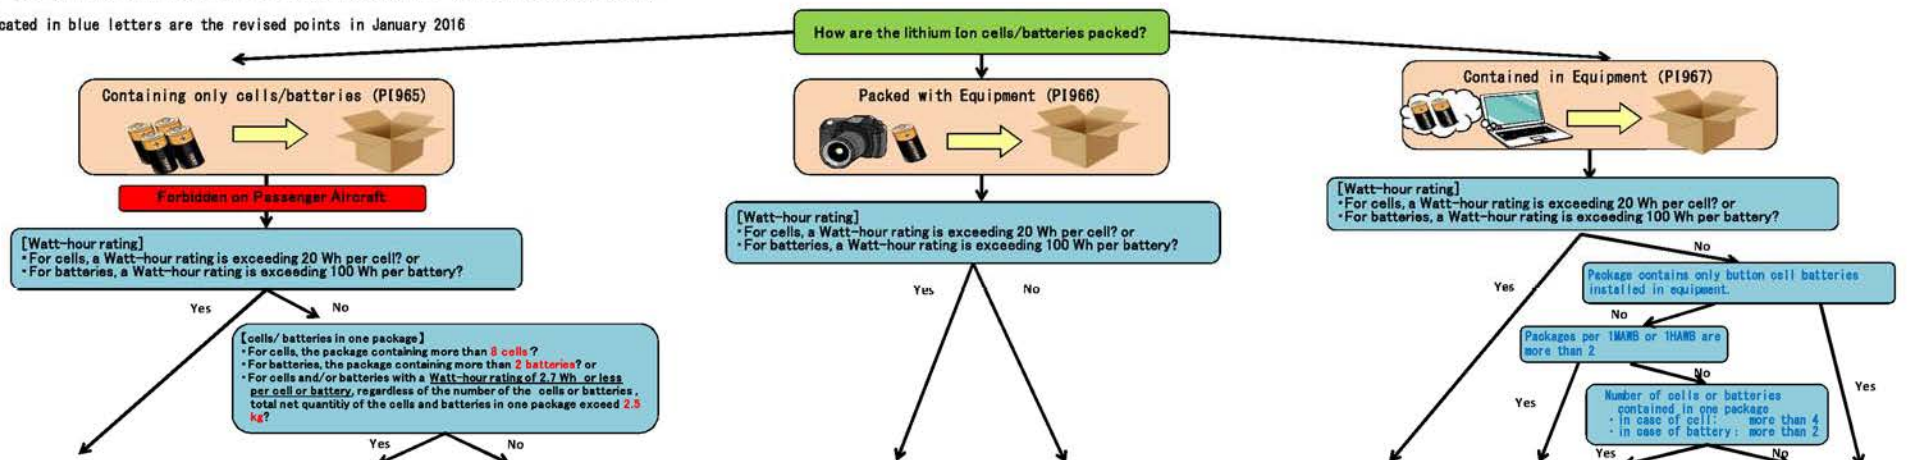 cated in blue letters are the revised points in January 2016
How are the lithium Ion cells/batteries packed?
Containing only cells/batteries (PI965)
Forbidden on Passenger Aircraft
[Watt-hour rating]
・For cells, a Watt-hour rating is exceeding 20 Wh per cell? or
・For batteries, a Watt-hour rating is exceeding 100 Wh per battery?
Yes
No
[cells/ batteries in one package]
・For cells, the package containing more than 8 cells ?
・For batteries, the package containing more than 2 batteries? or
・For cells and/or batteries with a Watt-hour rating of 2.7 Wh or less
per cell or battery, regardless of the number of the cells or batteries ,
total net quantitiy of the cells and batteries in one package exceed 2.5
kg?
Yes
No
Packed with Equipment (PI966)
[Watt-hour rating]
・For cells, a Watt-hour rating is exceeding 20 Wh per cell? or
・For batteries, a Watt-hour rating is exceeding 100 Wh per battery?
Yes
No
Contained in Equipment (PI967)
[Watt-hour rating]
・For cells, a Watt-hour rating is exceeding 20 Wh per cell? or
・For batteries, a Watt-hour rating is exceeding 100 Wh per battery?
Yes
No
Package contains only button cell batteries
installed in equipment.
No
Yes
Packages per 1MAWB or 1HAWB are
more than 2
Yes
No
Number of cells or batteries
contained in one package
・in case of cell: more than 4
・in case of battery: more than 2
Yes
No